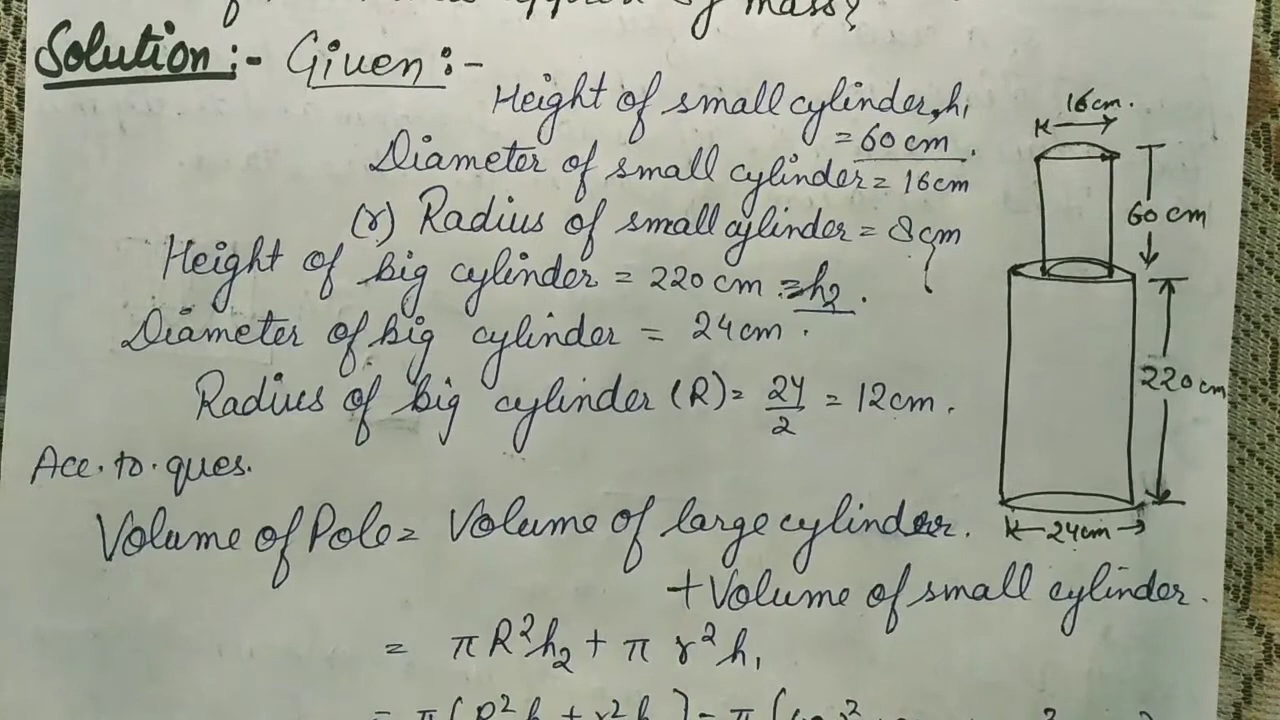 of mass?
Solution :- Given :-
Height of small cylinder, h₁
= 60 cm.
Diameter of small cylinder = 16cm
(r) Radius of small cylinder = 8cm
Height of big cylinder = 220 cm = h₂.
Diameter of big cylinder = 24cm.
Radius of big cylinder (R) = 24/2 = 12cm.
Acc. to. ques.
Volume of Pole = Volume of large cylinder.
+ Volume of small cylinder.
= πR²h₂ + π r²h₁
16cm.
60 cm
220 cm
24cm